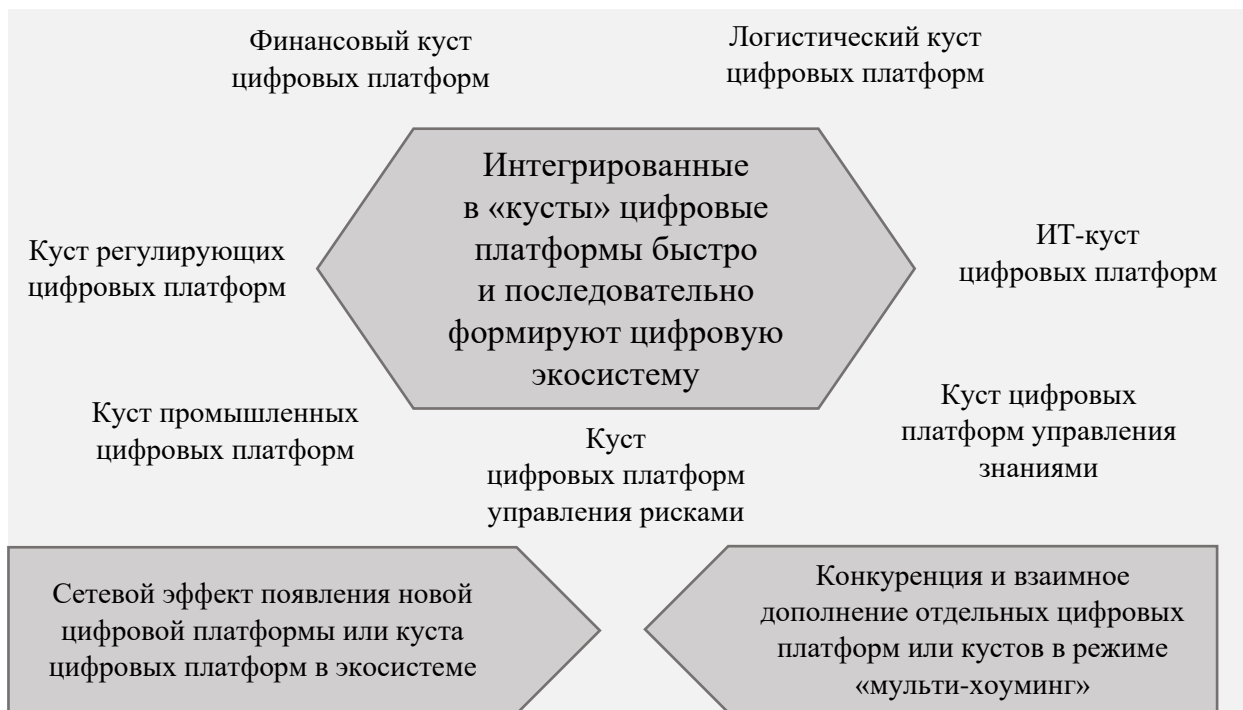 Финансовый куст
цифровых платформ
Логистический куст
цифровых платформ
Интегрированные
в «кусты» цифровые
платформы быстро
и последовательно
формируют цифровую
экосистему
Куст регулирующих
цифровых платформ
ИТ-куст
цифровых платформ
Куст промышленных
цифровых платформ
Куст
цифровых платформ
управления рисками
Куст цифровых
платформ управления
знаниями
Сетевой эффект появления новой
цифровой платформы или куста
цифровых платформ в экосистеме
Конкуренция и взаимное
дополнение отдельных цифровых
платформ или кустов в режиме
«мульти-хоуминг»